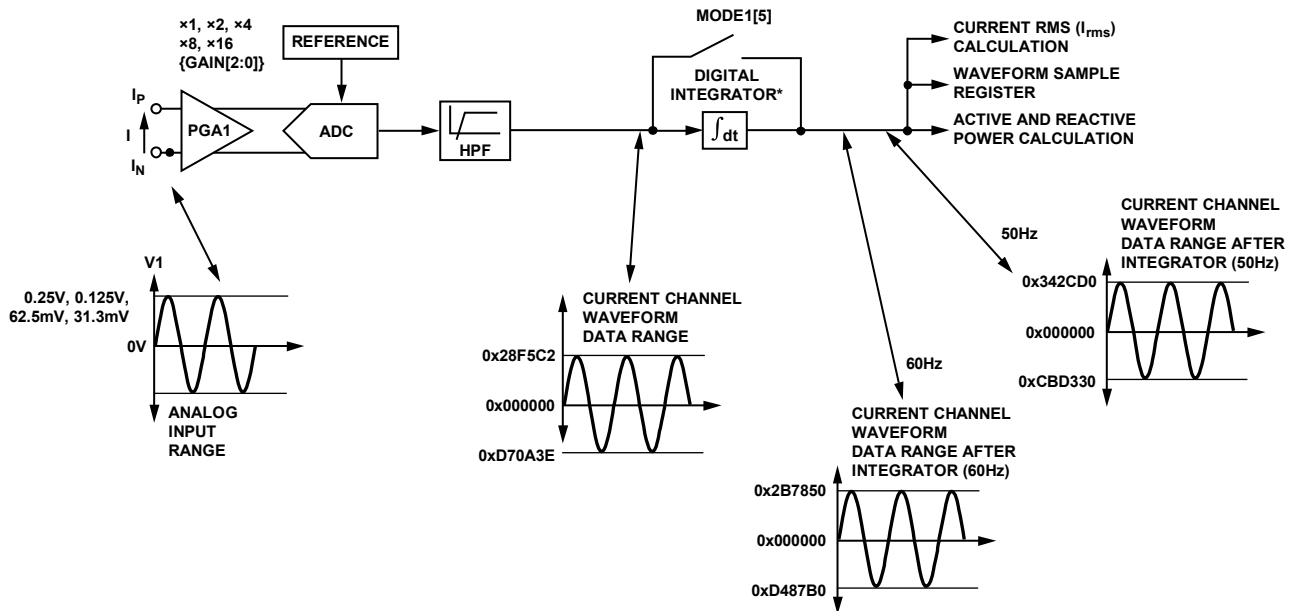 ×1, ×2, ×4
×8, ×16
{GAIN[2:0]}
REFERENCE
MODE1[5]
CURRENT RMS (Irms)
CALCULATION
DIGITAL
INTEGRATOR*
WAVEFORM SAMPLE
REGISTER
IP
I
IN
PGA1
ADC
HPF
∫dt
ACTIVE AND REACTIVE
POWER CALCULATION
50Hz
60Hz
V1
0.25V, 0.125V,
62.5mV, 31.3mV
0V
ANALOG
INPUT
RANGE
CURRENT CHANNEL
WAVEFORM
DATA RANGE
0x28F5C2
0x000000
0xD70A3E
CURRENT CHANNEL
WAVEFORM
DATA RANGE AFTER
INTEGRATOR (60Hz)
0x2B7850
0x000000
0xD487B0
CURRENT CHANNEL
WAVEFORM
DATA RANGE AFTER
INTEGRATOR (50Hz)
0x342CD0
0x000000
0xCBD330